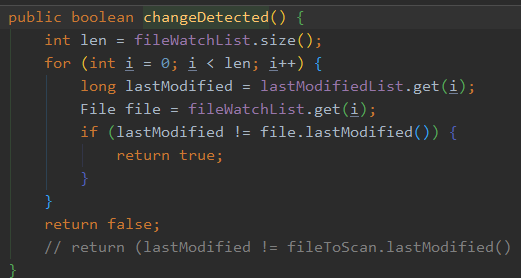 public boolean changeDetected() {
    int len = fileWatchList.size();
    for (int i = 0; i < len; i++) {
        long lastModified = lastModifiedList.get(i);
        File file = fileWatchList.get(i);
        if (lastModified != file.lastModified()) {
            return true;
        }
    }
    return false;
    // return (lastModified != fileToScan.lastModified()
}